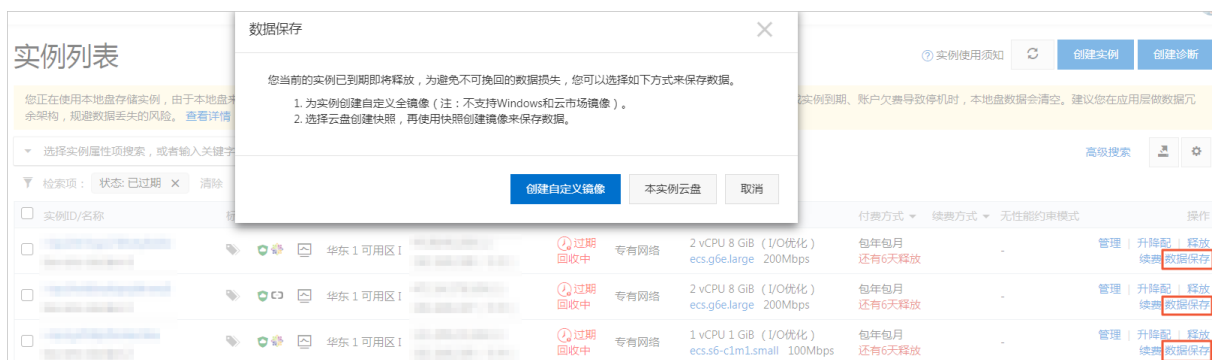 数据保存
实例列表
实例使用须知
创建实例
创建诊断
您当前的实例已到期即将释放，为避免不可挽回的数据损失，您可以选择如下方式来保存数据。
1. 为实例创建自定义全镜像（注：不支持Windows和云市场镜像）。
2. 选择云盘创建快照，再使用快照创建镜像来保存数据。
您正在使用本地盘存储实例，由于本地盘
实例到期、账户欠费导致停机时，本地盘数据会清空。建议您在应用层做数据冗
余架构，规避数据丢失的风险。 查看详情
选择实例属性项搜索，或者输入关键字
高级搜索
创建自定义镜像
本实例云盘
取消
检索项： 状态: 已过期 × 清除
实例ID/名称
付费方式
续费方式
无性能约束模式
操作
华东 1 可用区 I
过期
回收中
专有网络
2 vCPU 8 GiB （I/O优化）
ecs.g6e.large 200Mbps
包年包月
还有6天释放
-
管理 | 升降配 | 释放
续费 数据保存
华东 1 可用区 I
过期
回收中
专有网络
2 vCPU 8 GiB （I/O优化）
ecs.g6e.large 200Mbps
包年包月
还有6天释放
-
管理 | 升降配 | 释放
续费 数据保存
华东 1 可用区 I
过期
回收中
专有网络
1 vCPU 1 GiB （I/O优化）
ecs.s6-c1m1.small 100Mbps
包年包月
还有6天释放
-
管理 | 升降配 | 释放
续费 数据保存